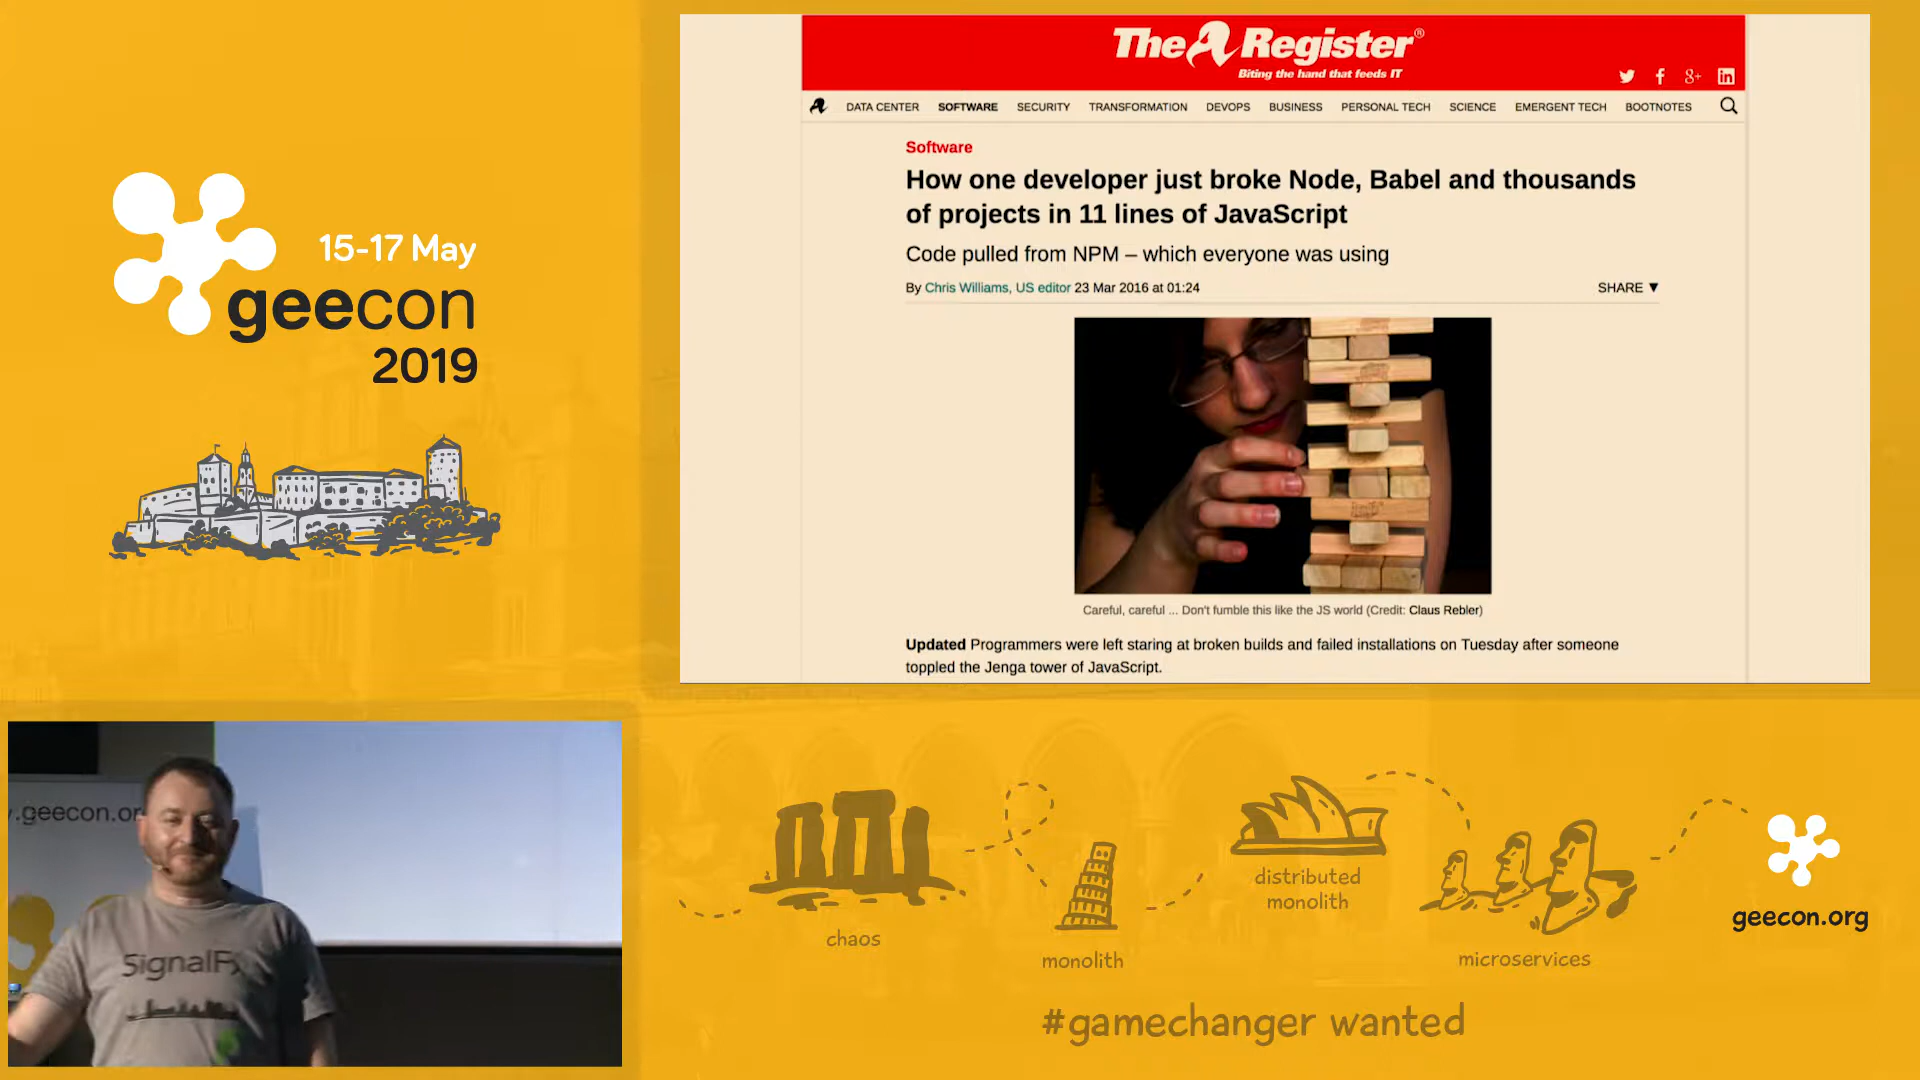 15-17 May
geecon
2019
The Register®
Biting the hand that feeds IT
DATA CENTER SOFTWARE SECURITY TRANSFORMATION DEVOPS BUSINESS PERSONAL TECH SCIENCE EMERGENT TECH BOOTNOTES
Software
How one developer just broke Node, Babel and thousands
of projects in 11 lines of JavaScript
Code pulled from NPM – which everyone was using
By Chris Williams, US editor 23 Mar 2016 at 01:24
SHARE ▼
Careful, careful ... Don't fumble this like the JS world (Credit: Claus Rebler)
Updated Programmers were left staring at broken builds and failed installations on Tuesday after someone
toppled the Jenga tower of JavaScript.
.geecon.or
SignalFx
chaos
monolith
distributed
monolith
microservices
geecon.org
#gamechanger wanted